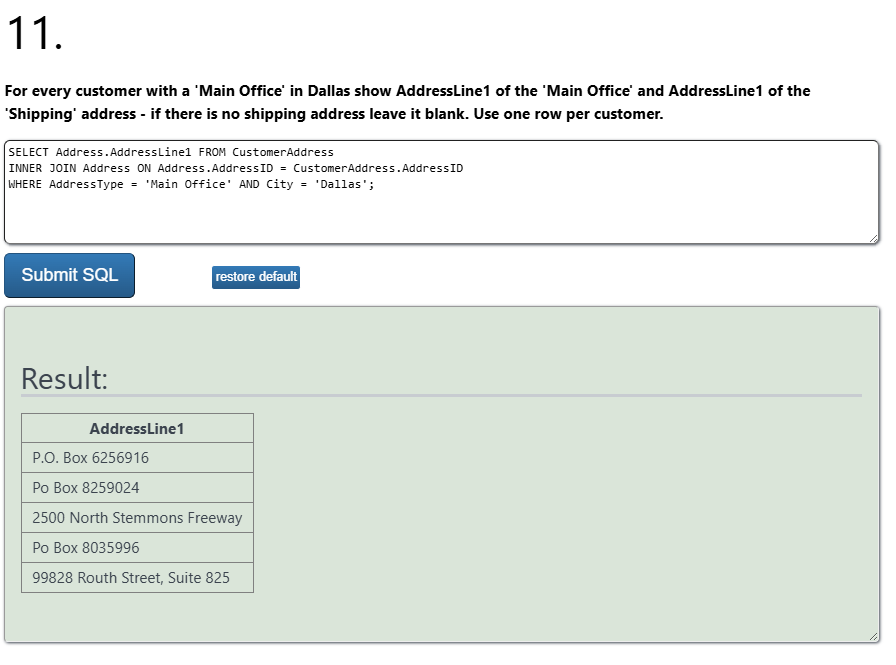 11.
For every customer with a 'Main Office' in Dallas show AddressLine1 of the 'Main Office' and AddressLine1 of the
'Shipping' address - if there is no shipping address leave it blank. Use one row per customer.
SELECT Address.AddressLine1 FROM CustomerAddress
INNER JOIN Address ON Address.AddressID = CustomerAddress.AddressID
WHERE AddressType = 'Main Office' AND City = 'Dallas';
Submit SQL
restore default
Result:
AddressLine1
P.O. Box 6256916
Po Box 8259024
2500 North Stemmons Freeway
Po Box 8035996
99828 Routh Street, Suite 825